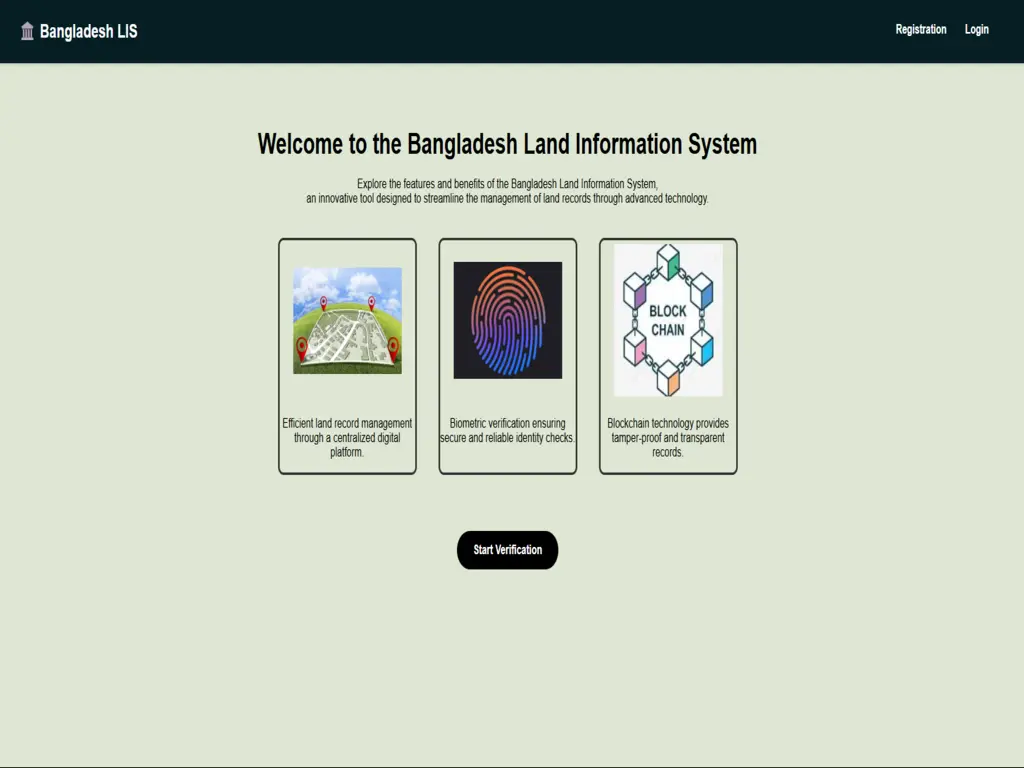 Bangladesh LIS
Registration
Login
Welcome to the Bangladesh Land Information System
Explore the features and benefits of the Bangladesh Land Information System,
an innovative tool designed to streamline the management of land records through advanced technology.
BLOCK
CHAIN
Efficient land record management
through a centralized digital
platform.
Biometric verification ensuring
secure and reliable identity checks.
Blockchain technology provides
tamper-proof and transparent
records.
Start Verification